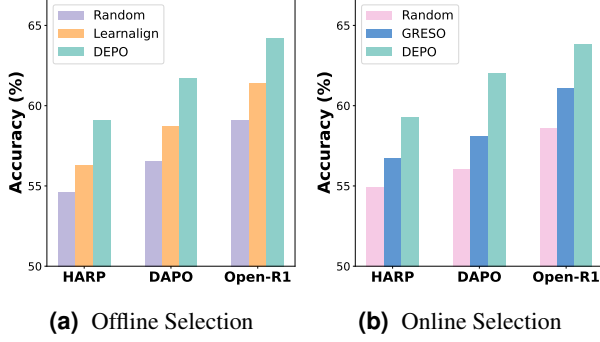 Random
Learnalign
DEPO
65
60
55
50
Accuracy (%)
HARP DAPO Open-R1
(a) Offline Selection
Random
GRESO
DEPO
65
60
55
50
Accuracy (%)
HARP DAPO Open-R1
(b) Online Selection